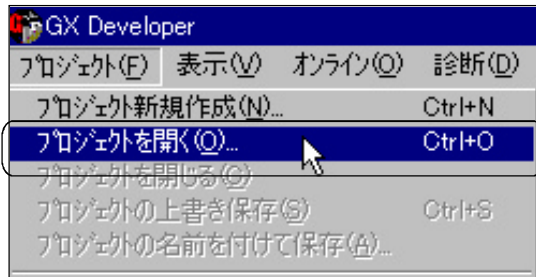 GX Developer
ﾌﾟﾛｼﾞｪｸﾄ(F) 表示(V) ｵﾝﾗｲﾝ(O) 診断(D)
ﾌﾟﾛｼﾞｪｸﾄ新規作成(N)... Ctrl+N
ﾌﾟﾛｼﾞｪｸﾄを開く(O)... Ctrl+O
ﾌﾟﾛｼﾞｪｸﾄを閉じる(C)
ﾌﾟﾛｼﾞｪｸﾄの上書き保存(S) Ctrl+S
ﾌﾟﾛｼﾞｪｸﾄの名前を付けて保存(A)...